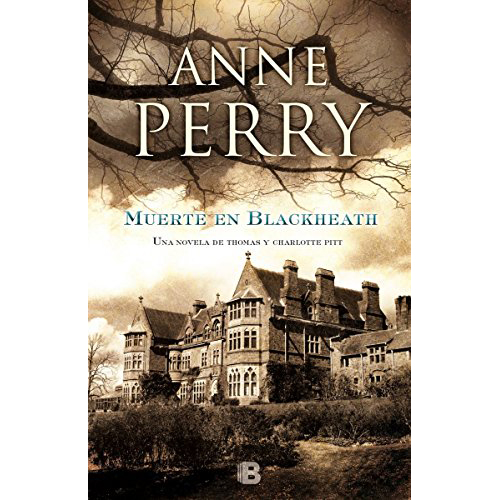 ANNE
PERRY
MUERTE EN BLACKHEATH
UNA NOVELA DE THOMAS Y CHARLOTTE PITT
B